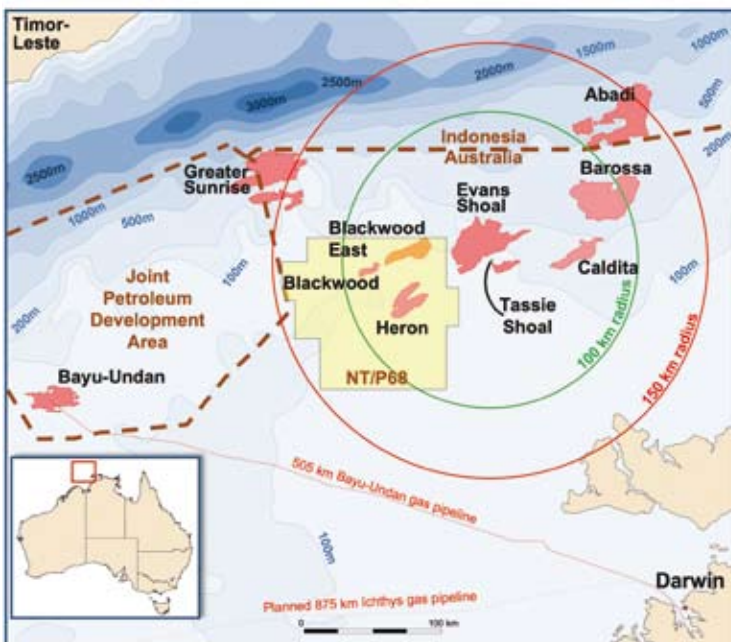 Timor-
Leste
1000m
1500m
2000m
2500m
3000m
500m
Abadi
200m
Indonesia
Australia
2500m
Greater
Sunrise
Barossa
Evans
Shoal
1000m
500m
Blackwood
East
100m
Joint
Petroleum
Development
Area
Blackwood
Caldita
100m
Tassie
Shoal
Heron
200m
100 km radius
150 km radius
NT/P68
Bayu-Undan
505 km Bayu-Undan gas pipeline
100m
Darwin
Planned 875 km Ichthys gas pipeline
0
100 km